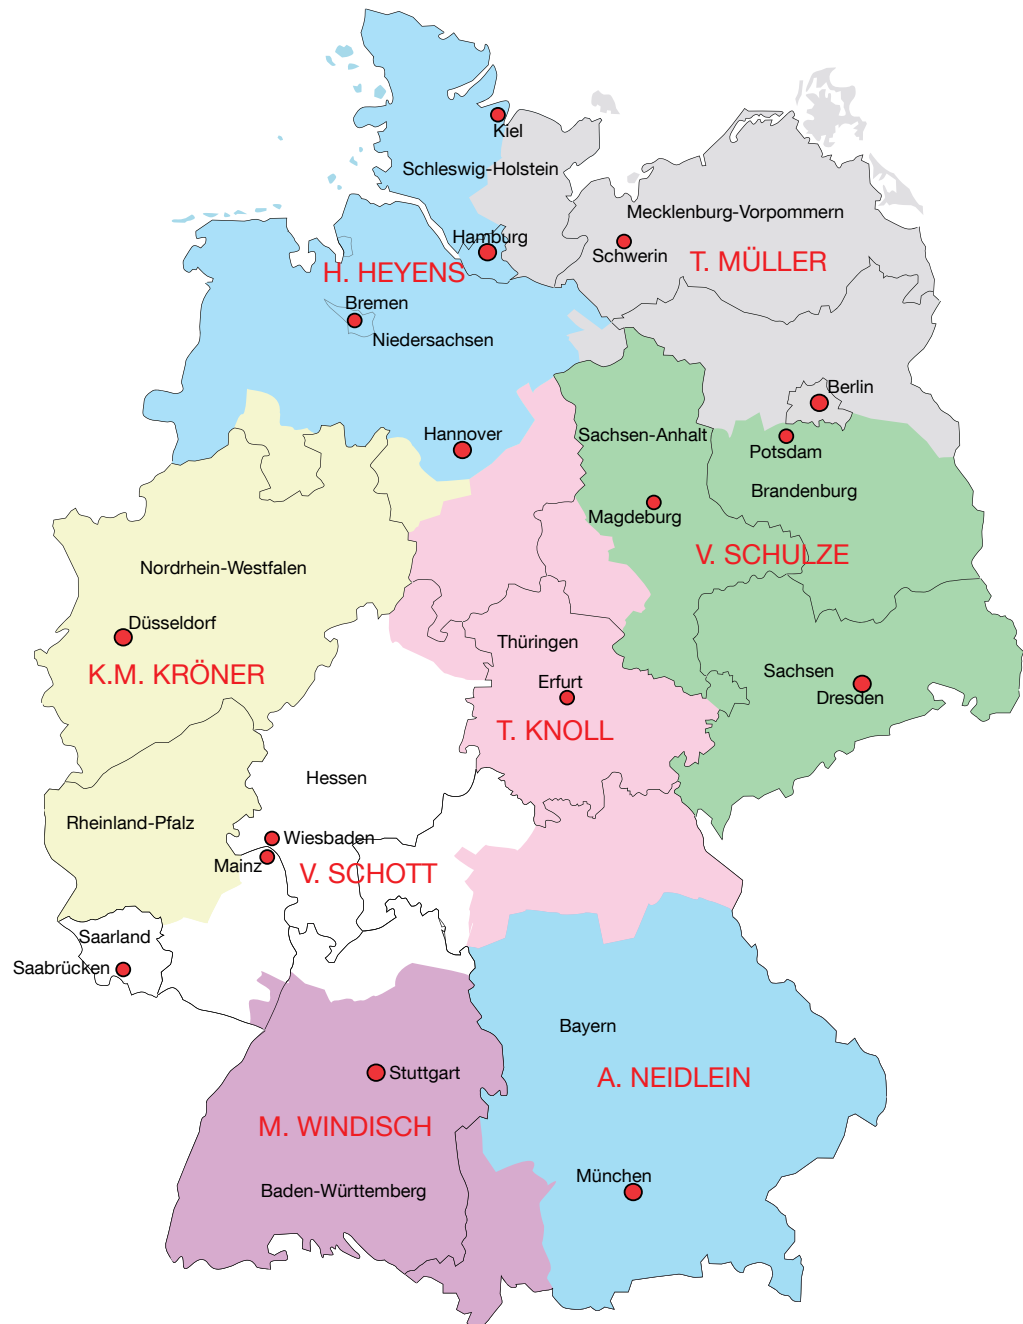 Kiel
Schleswig-Holstein
Mecklenburg-Vorpommern
Hamburg
Schwerin
T. MÜLLER
H. HEYENS
Bremen
Niedersachsen
Berlin
Hannover
Sachsen-Anhalt
Potsdam
Brandenburg
Magdeburg
V. SCHULZE
Nordrhein-Westfalen
Düsseldorf
Thüringen
K.M. KRÖNER
Sachsen
Erfurt
Dresden
T. KNOLL
Hessen
Rheinland-Pfalz
Wiesbaden
Mainz
V. SCHOTT
Saarland
Saabrücken
Bayern
Stuttgart
A. NEIDLEIN
M. WINDISCH
München
Baden-Württemberg